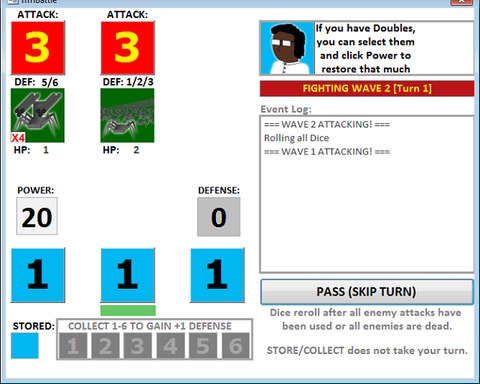 ATTACK:
ATTACK:
3
3
DEF: 5/6
DEF: 1/2/3
X4
HP: 1
HP: 2
If you have Doubles,
you can select them
and click Power to
restore that much
FIGHTING WAVE 2 [Turn 1]
Event Log:
=== WAVE 2 ATTACKING! ===
Rolling all Dice
=== WAVE 1 ATTACKING! ===
POWER:
DEFENSE:
20
0
1
1
1
PASS (SKIP TURN)
Dice reroll after all enemy attacks have
been used or all enemies are dead.
STORE/COLLECT does not take your turn.
STORED:
COLLECT 1-6 TO GAIN +1 DEFENSE
1 2 3 4 5 6